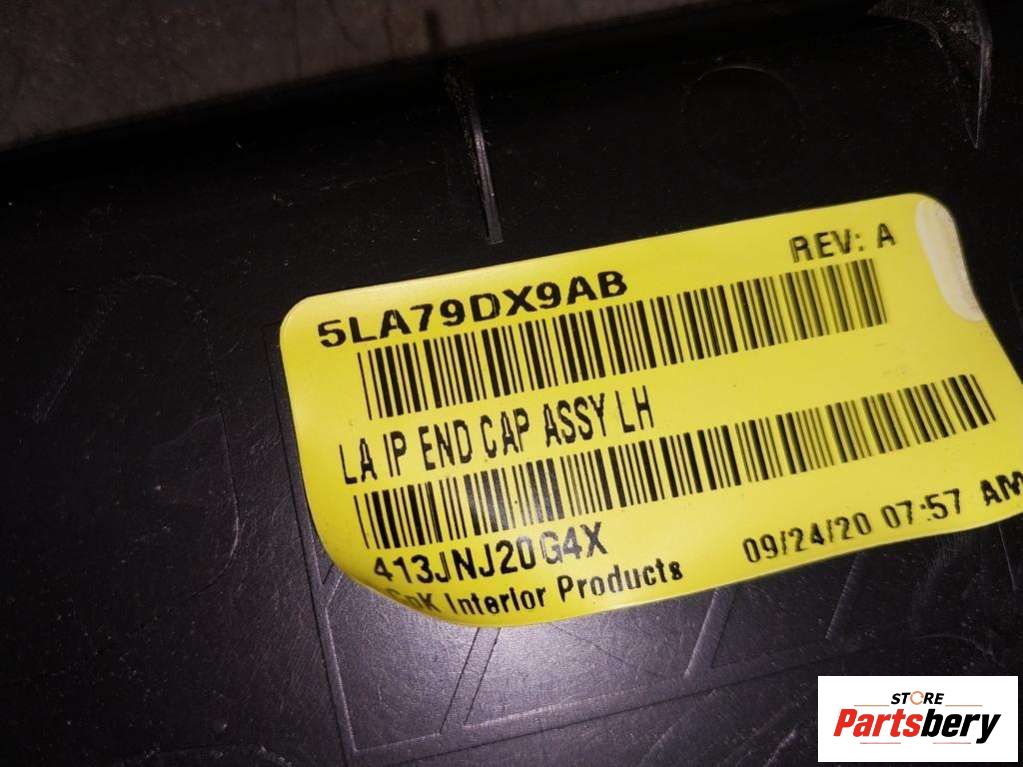 REV: A
5LA79DX9AB
LA IP END CAP ASSY LH
413JNJ20G4X
09/24/20 07:57 AM
Interior Products
STORE
Partsbery